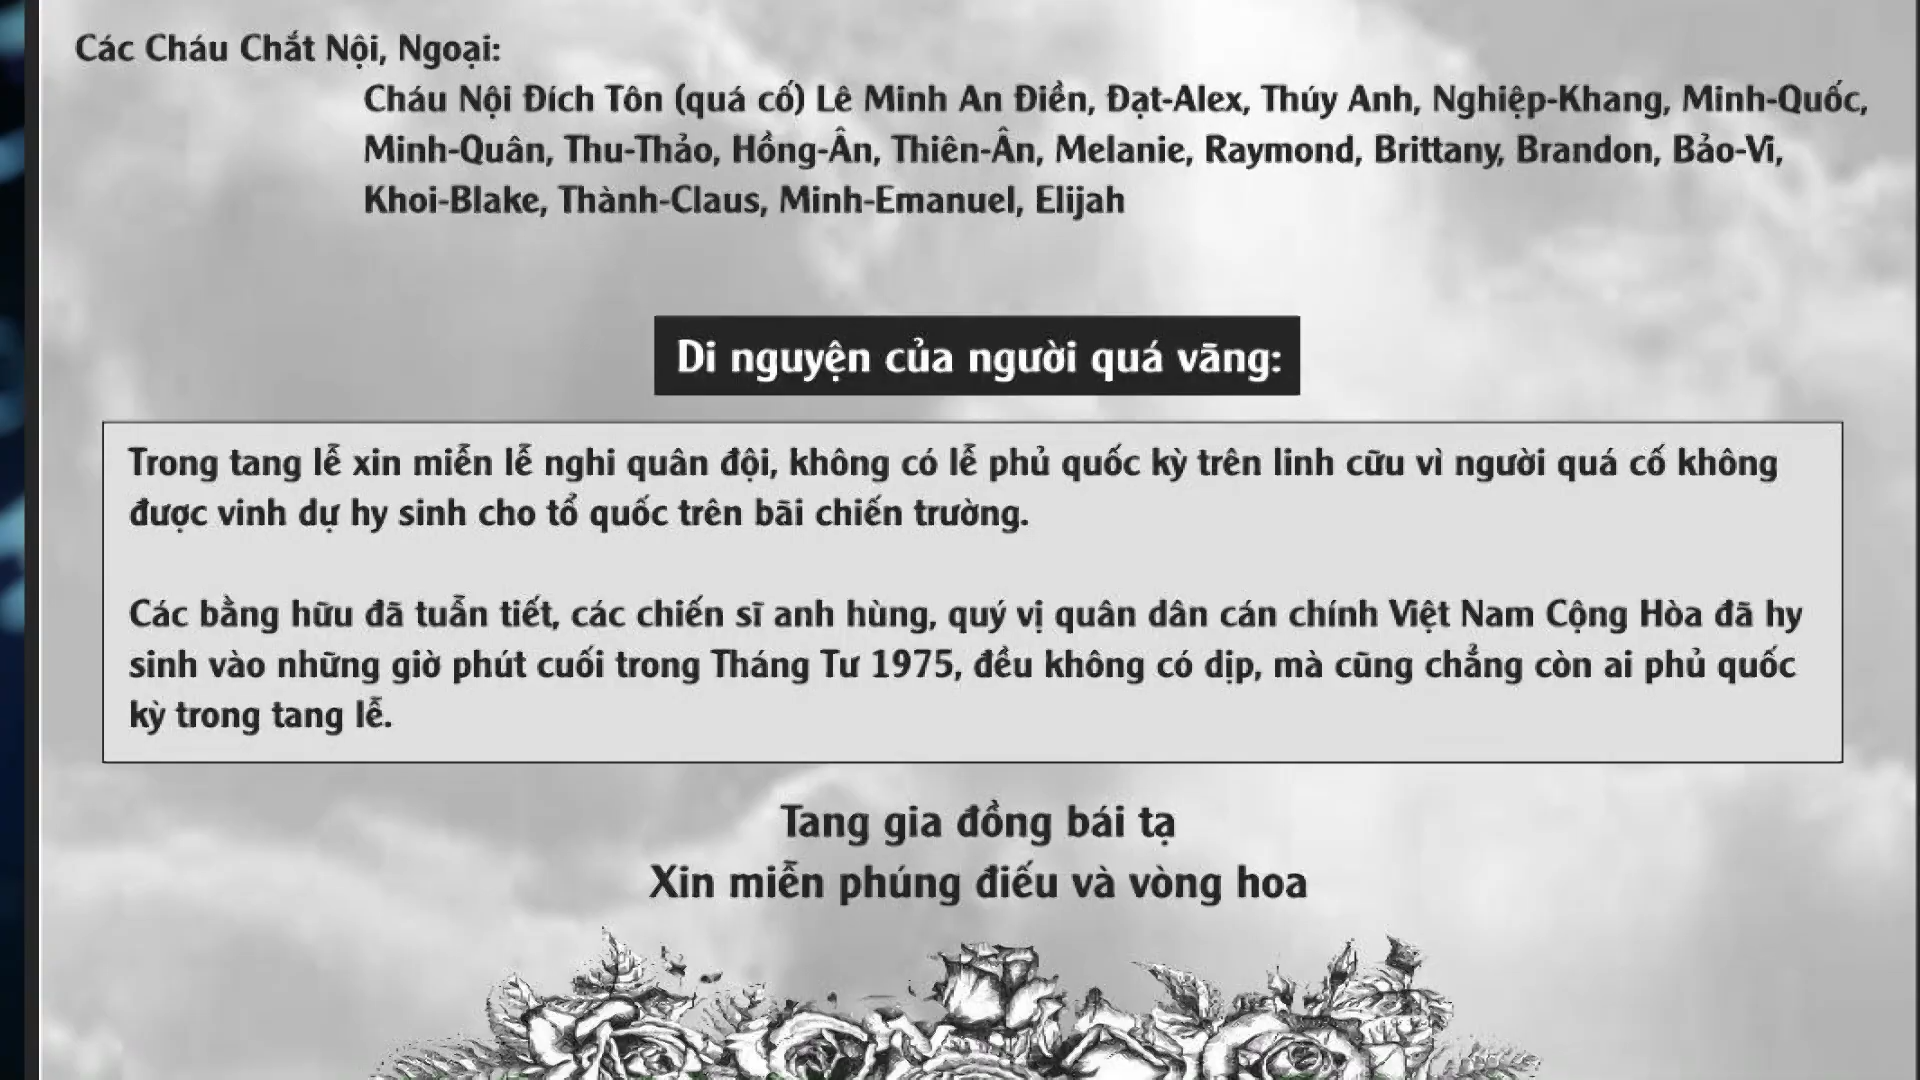 Các Cháu Chắt Nội, Ngoại:
Cháu Nội Đích Tôn (quá cố) Lê Minh An Điền, Đạt-Alex, Thúy Anh, Nghiệp-Khang, Minh-Quốc,
Minh-Quân, Thu-Thảo, Hồng-Ân, Thiên-Ân, Melanie, Raymond, Brittany, Brandon, Bảo-Vi,
Khoi-Blake, Thành-Claus, Minh-Emanuel, Elijah
Di nguyện của người quá vãng:
Trong tang lễ xin miễn lễ nghi quân đội, không có lễ phủ quốc kỳ trên linh cữu vì người quá cố không
được vinh dự hy sinh cho tổ quốc trên bãi chiến trường.
Các bằng hữu đã tuẫn tiết, các chiến sĩ anh hùng, quý vị quân dân cán chính Việt Nam Cộng Hòa đã hy
sinh vào những giờ phút cuối trong Tháng Tư 1975, đều không có dịp, mà cũng chẳng còn ai phủ quốc
kỳ trong tang lễ.
Tang gia đồng bái tạ
Xin miễn phúng điếu và vòng hoa